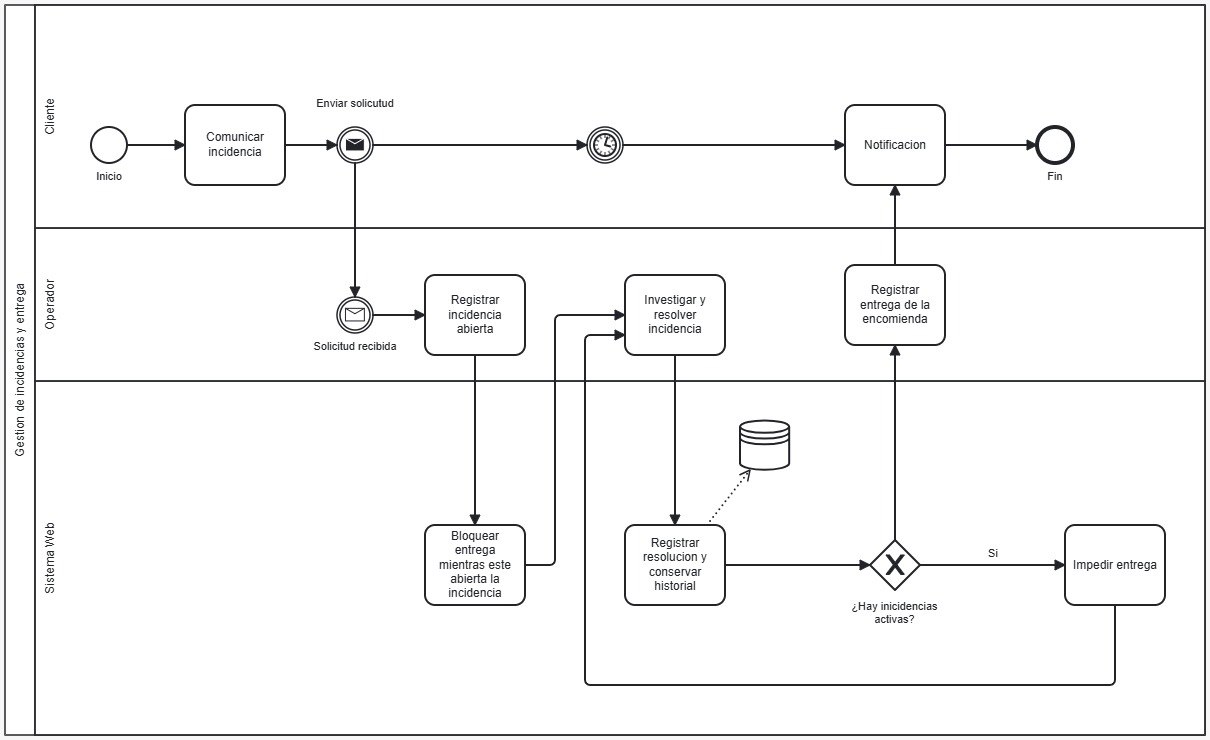 Gestion de incidencias y entrega
Cliente
Inicio
Comunicar
incidencia
Enviar solicutud
Notificacion
Fin
Operador
Solicitud recibida
Registrar
incidencia
abierta
Investigar y
resolver
incidencia
Registrar
entrega de la
encomienda
Sistema Web
Bloquear
entrega
mientras este
abierta la
incidencia
Registrar
resolucion y
conservar
historial
¿Hay inicidencias
activas?
Si
Impedir entrega